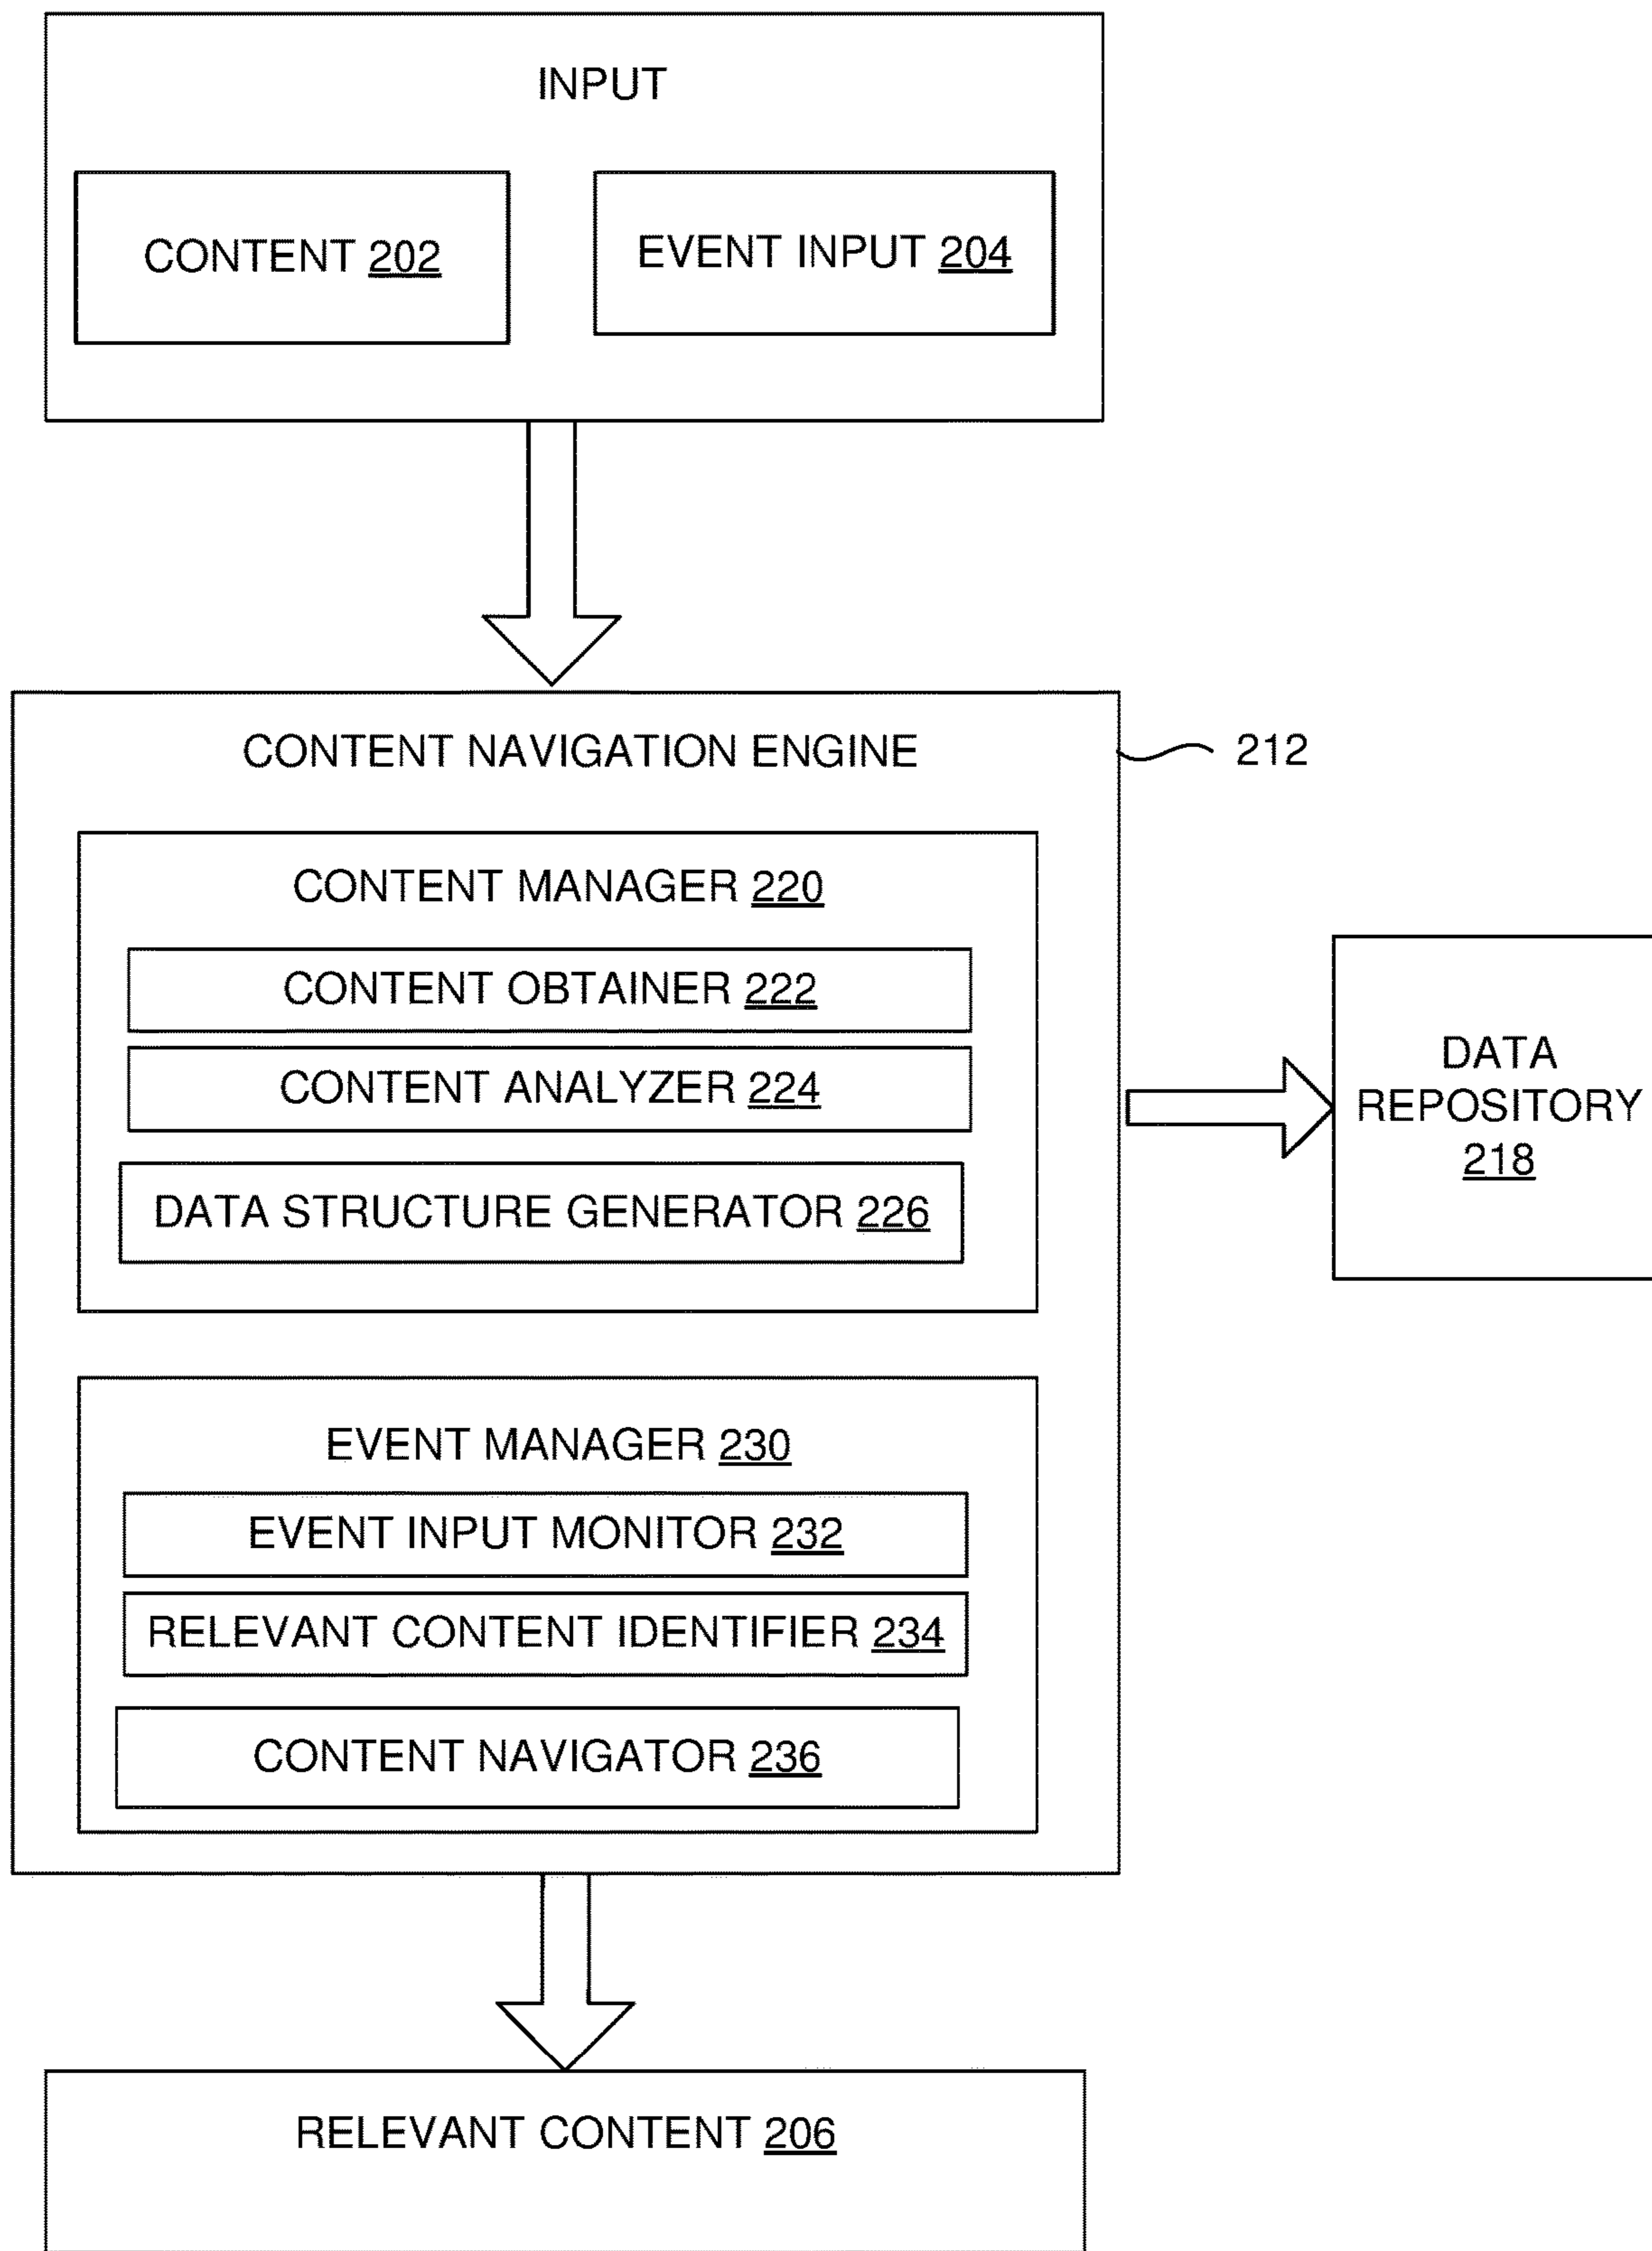 INPUT
CONTENT 202
EVENT INPUT 204
CONTENT NAVIGATION ENGINE
212
CONTENT MANAGER 220
CONTENT OBTAINER 222
CONTENT ANALYZER 224
DATA STRUCTURE GENERATOR 226
DATA
REPOSITORY
218
EVENT MANAGER 230
EVENT INPUT MONITOR 232
RELEVANT CONTENT IDENTIFIER 234
CONTENT NAVIGATOR 236
RELEVANT CONTENT 206